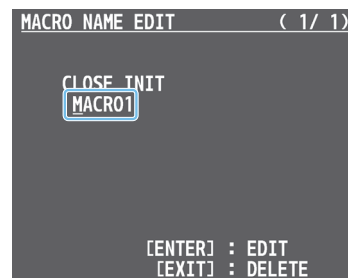 MACRO NAME EDIT ( 1/ 1)
CLOSE INIT
MACRO1
[ENTER] : EDIT
[EXIT] : DELETE